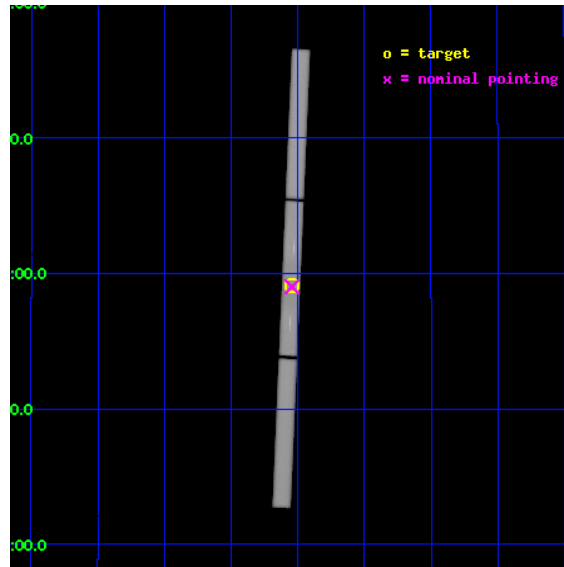 :00.0
o = target
x = nominal pointing
0.0
:00.0
0.0
:00.0